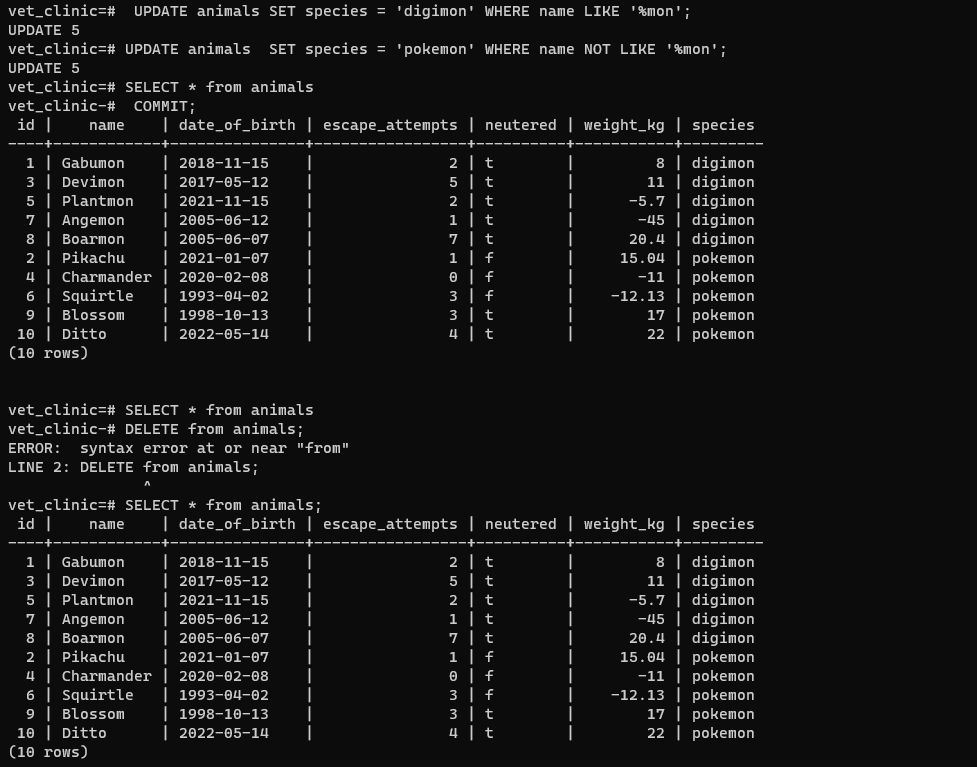 vet_clinic=#  UPDATE animals SET species = 'digimon' WHERE name LIKE '%mon';
UPDATE 5
vet_clinic=# UPDATE animals  SET species = 'pokemon' WHERE name NOT LIKE '%mon';
UPDATE 5
vet_clinic=# SELECT * from animals
vet_clinic-#  COMMIT;
 id |    name    | date_of_birth | escape_attempts | neutered | weight_kg | species
----+------------+---------------+-----------------+----------+-----------+---------
  1 | Gabumon    | 2018-11-15    |               2 | t        |         8 | digimon
  3 | Devimon    | 2017-05-12    |               5 | t        |        11 | digimon
  5 | Plantmon   | 2021-11-15    |               2 | t        |      -5.7 | digimon
  7 | Angemon    | 2005-06-12    |               1 | t        |       -45 | digimon
  8 | Boarmon    | 2005-06-07    |               7 | t        |      20.4 | digimon
  2 | Pikachu    | 2021-01-07    |               1 | f        |     15.04 | pokemon
  4 | Charmander | 2020-02-08    |               0 | f        |       -11 | pokemon
  6 | Squirtle   | 1993-04-02    |               3 | f        |    -12.13 | pokemon
  9 | Blossom    | 1998-10-13    |               3 | t        |        17 | pokemon
 10 | Ditto      | 2022-05-14    |               4 | t        |        22 | pokemon
(10 rows)
vet_clinic=# SELECT * from animals
vet_clinic-# DELETE from animals;
ERROR:  syntax error at or near "from"
LINE 2: DELETE from animals;
               ^
vet_clinic=# SELECT * from animals;
 id |    name    | date_of_birth | escape_attempts | neutered | weight_kg | species
----+------------+---------------+-----------------+----------+-----------+---------
  1 | Gabumon    | 2018-11-15    |               2 | t        |         8 | digimon
  3 | Devimon    | 2017-05-12    |               5 | t        |        11 | digimon
  5 | Plantmon   | 2021-11-15    |               2 | t        |      -5.7 | digimon
  7 | Angemon    | 2005-06-12    |               1 | t        |       -45 | digimon
  8 | Boarmon    | 2005-06-07    |               7 | t        |      20.4 | digimon
  2 | Pikachu    | 2021-01-07    |               1 | f        |     15.04 | pokemon
  4 | Charmander | 2020-02-08    |               0 | f        |       -11 | pokemon
  6 | Squirtle   | 1993-04-02    |               3 | f        |    -12.13 | pokemon
  9 | Blossom    | 1998-10-13    |               3 | t        |        17 | pokemon
 10 | Ditto      | 2022-05-14    |               4 | t        |        22 | pokemon
(10 rows)